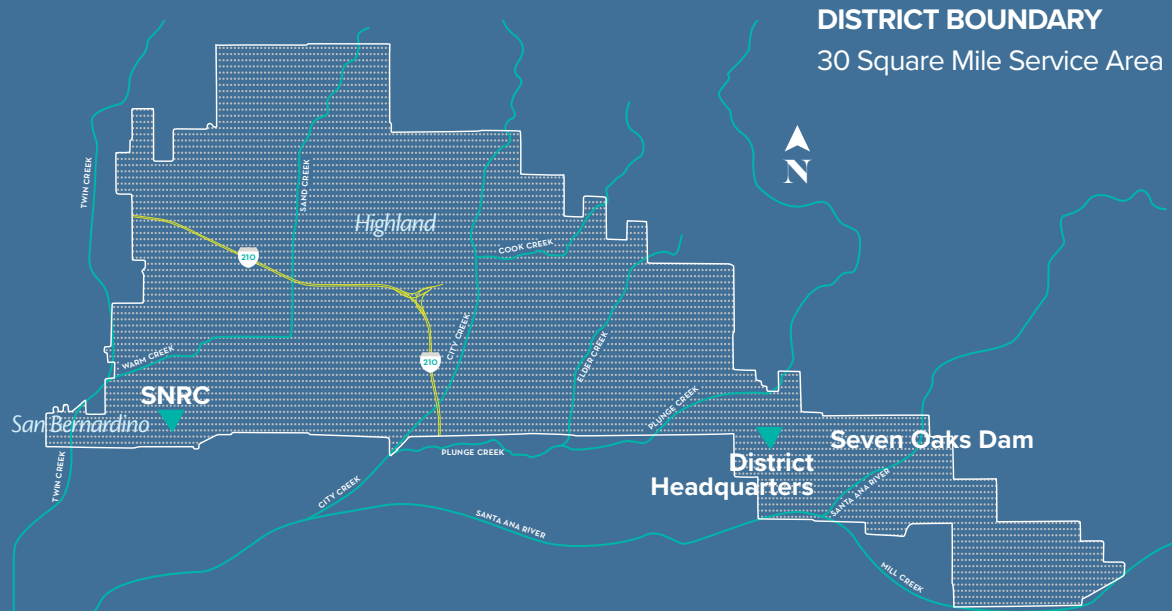 DISTRICT BOUNDARY
30 Square Mile Service Area
N
TWIN CREEK
SAND CREEK
Highland
COOK CREEK
210
CITY CREEK
210
ELDER CREEK
WARM CREEK
SNRC
San Bernardino
PLUNGE CREEK
Seven Oaks Dam
PLUNGE CREEK
District
Headquarters
TWIN CREEK
CITY CREEK
SANTA ANA RIVER
SANTA ANA RIVER
MILL CREEK